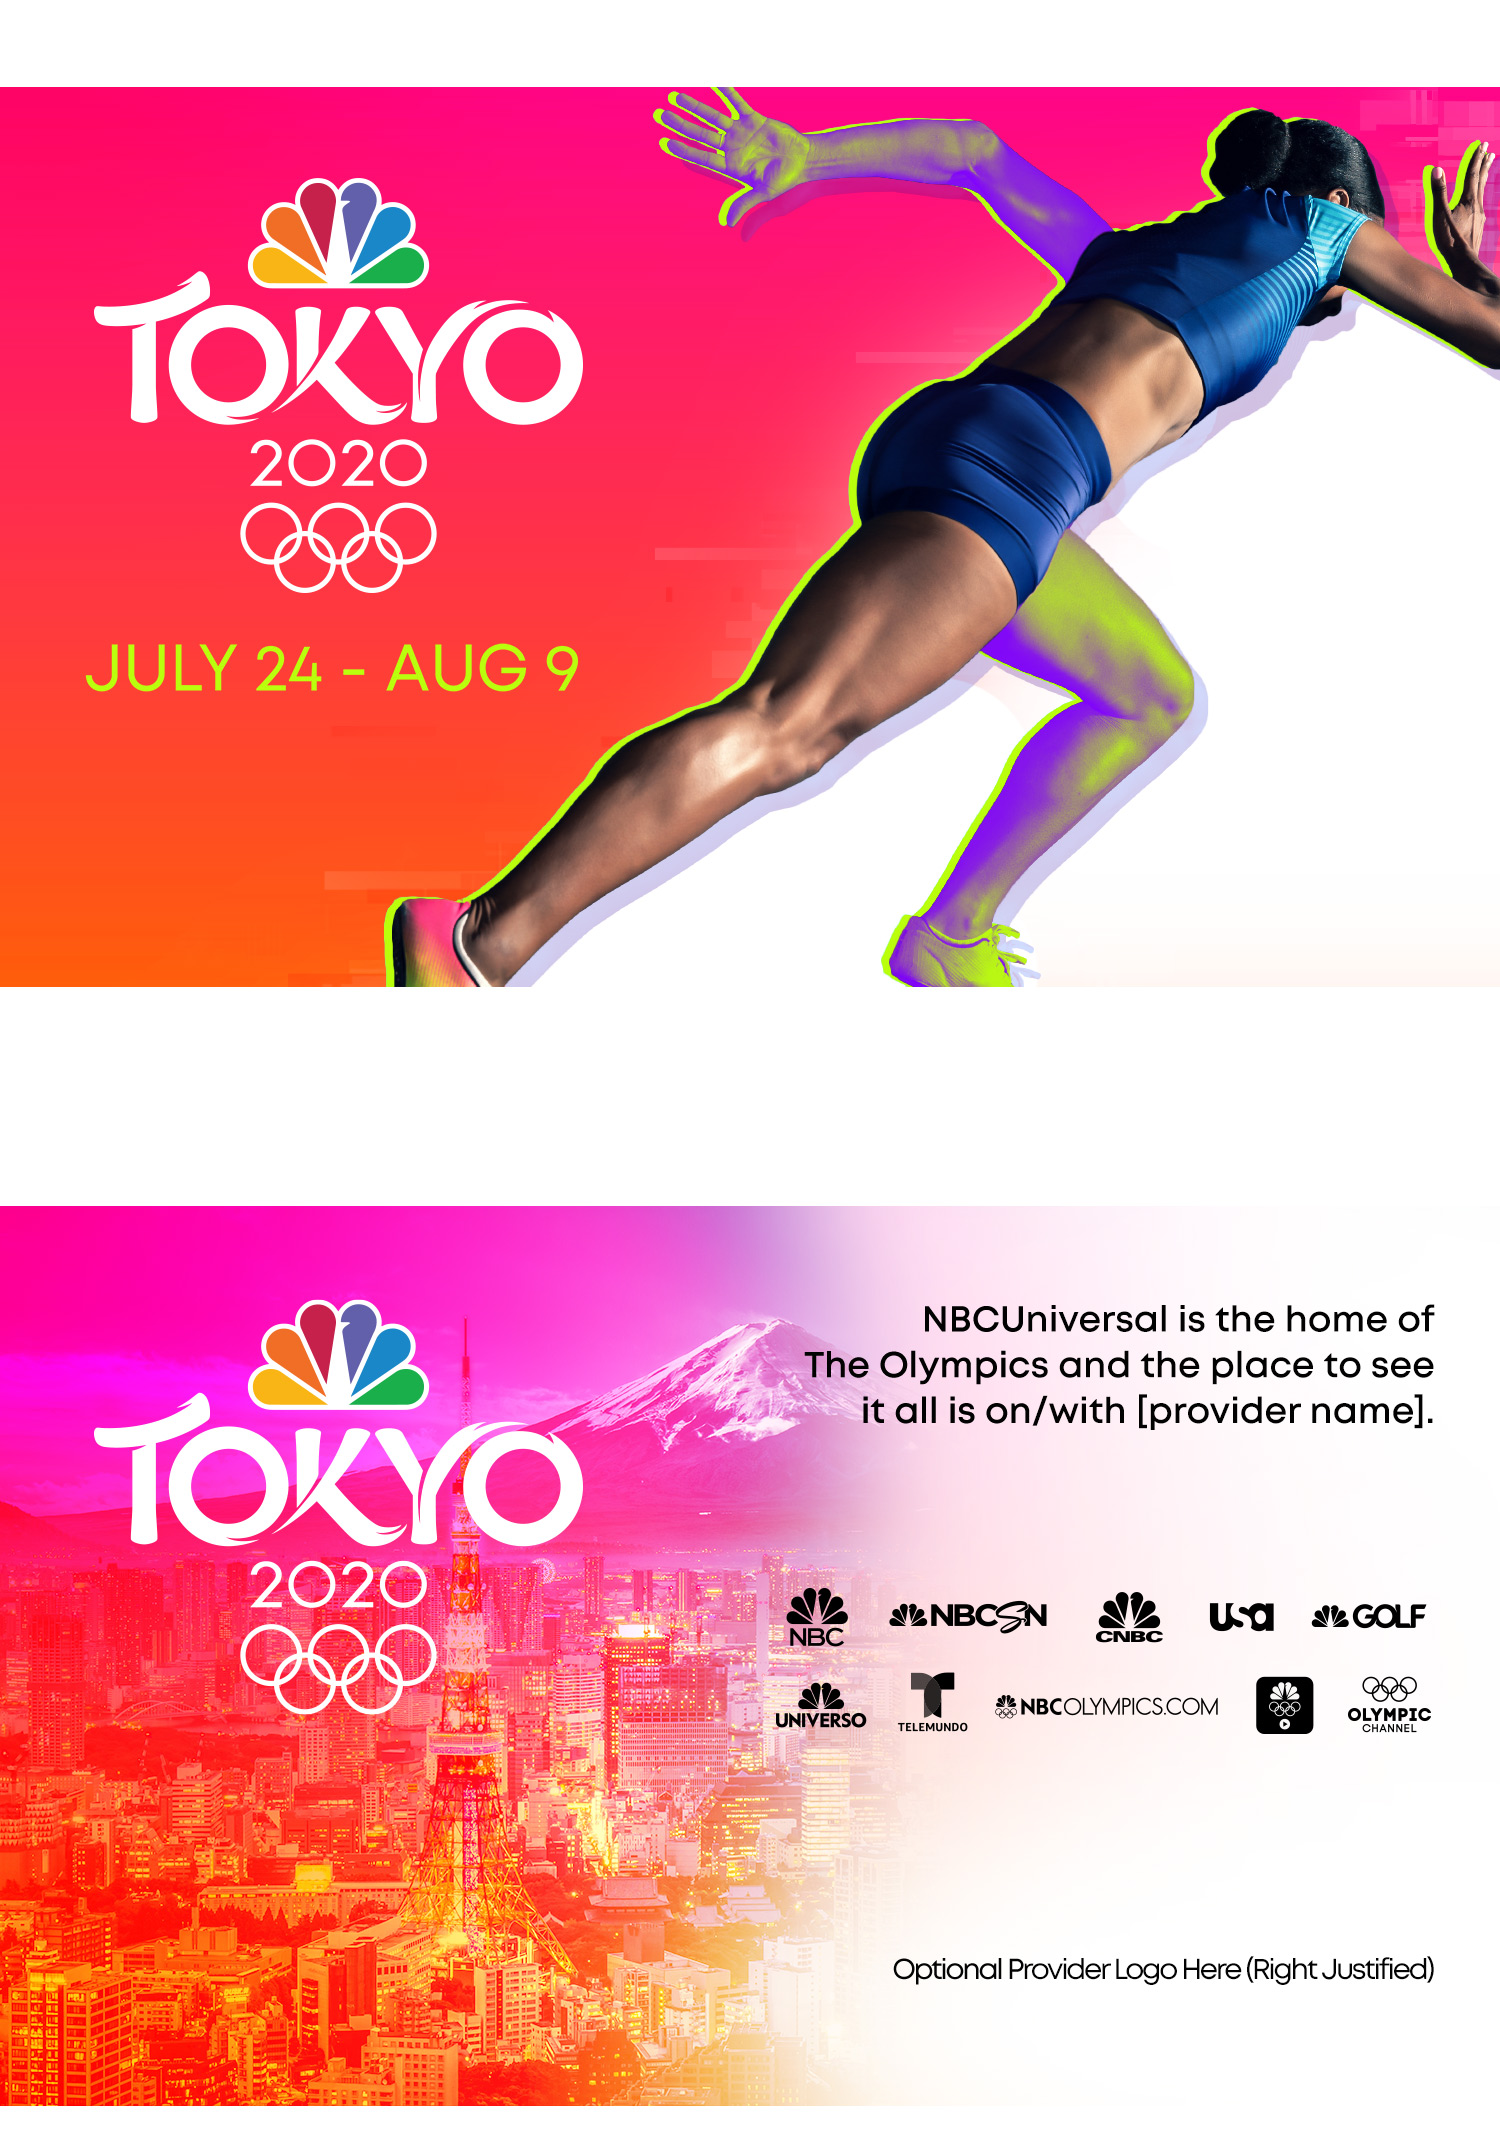 TOKYO
2020
JULY 24 - AUG 9
TOKYO
2020
NBCUniversal is the home of
The Olympics and the place to see
it all is on/with [provider name].
NBC NBCSN CNBC USA GOLF
UNIVERSO TELEMUNDO NBCOLYMPICS.COM OLYMPIC CHANNEL
Optional Provider Logo Here (Right Justified)